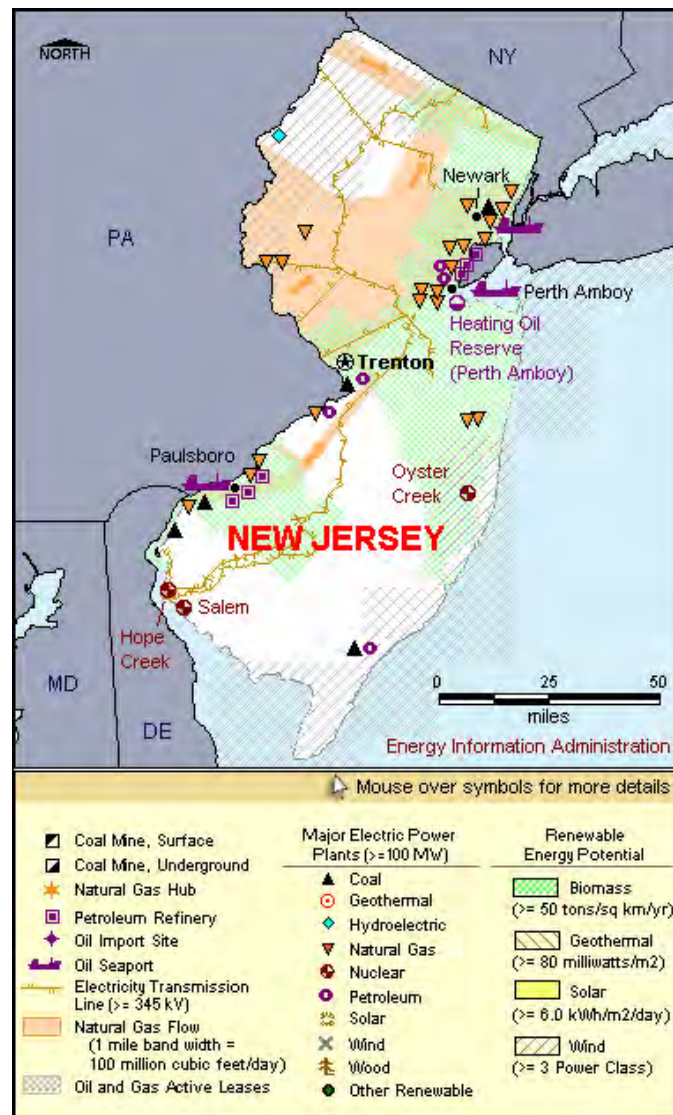 NORTH
NY
Newark
PA
Perth Amboy
Heating Oil
Reserve
(Perth Amboy)
Trenton
Paulsboro
Oyster
Creek
NEW JERSEY
Salem
Hope
Creek
MD
DE
0 25 50
miles
Energy Information Administration
Mouse over symbols for more details
Coal Mine, Surface
Coal Mine, Underground
Natural Gas Hub
Petroleum Refinery
Oil Import Site
Oil Seaport
Electricity Transmission
Line (>= 345 kV)
Natural Gas Flow
(1 mile band width =
100 million cubic feet/day)
Oil and Gas Active Leases
Major Electric Power
Plants (>=100 MW)
Coal
Geothermal
Hydroelectric
Natural Gas
Nuclear
Petroleum
Solar
Wind
Wood
Other Renewable
Renewable
Energy Potential
Biomass
(>= 50 tons/sq km/yr)
Geothermal
(>= 80 milliwatts/m2)
Solar
(>= 6.0 kWh/m2/day)
Wind
(>= 3 Power Class)